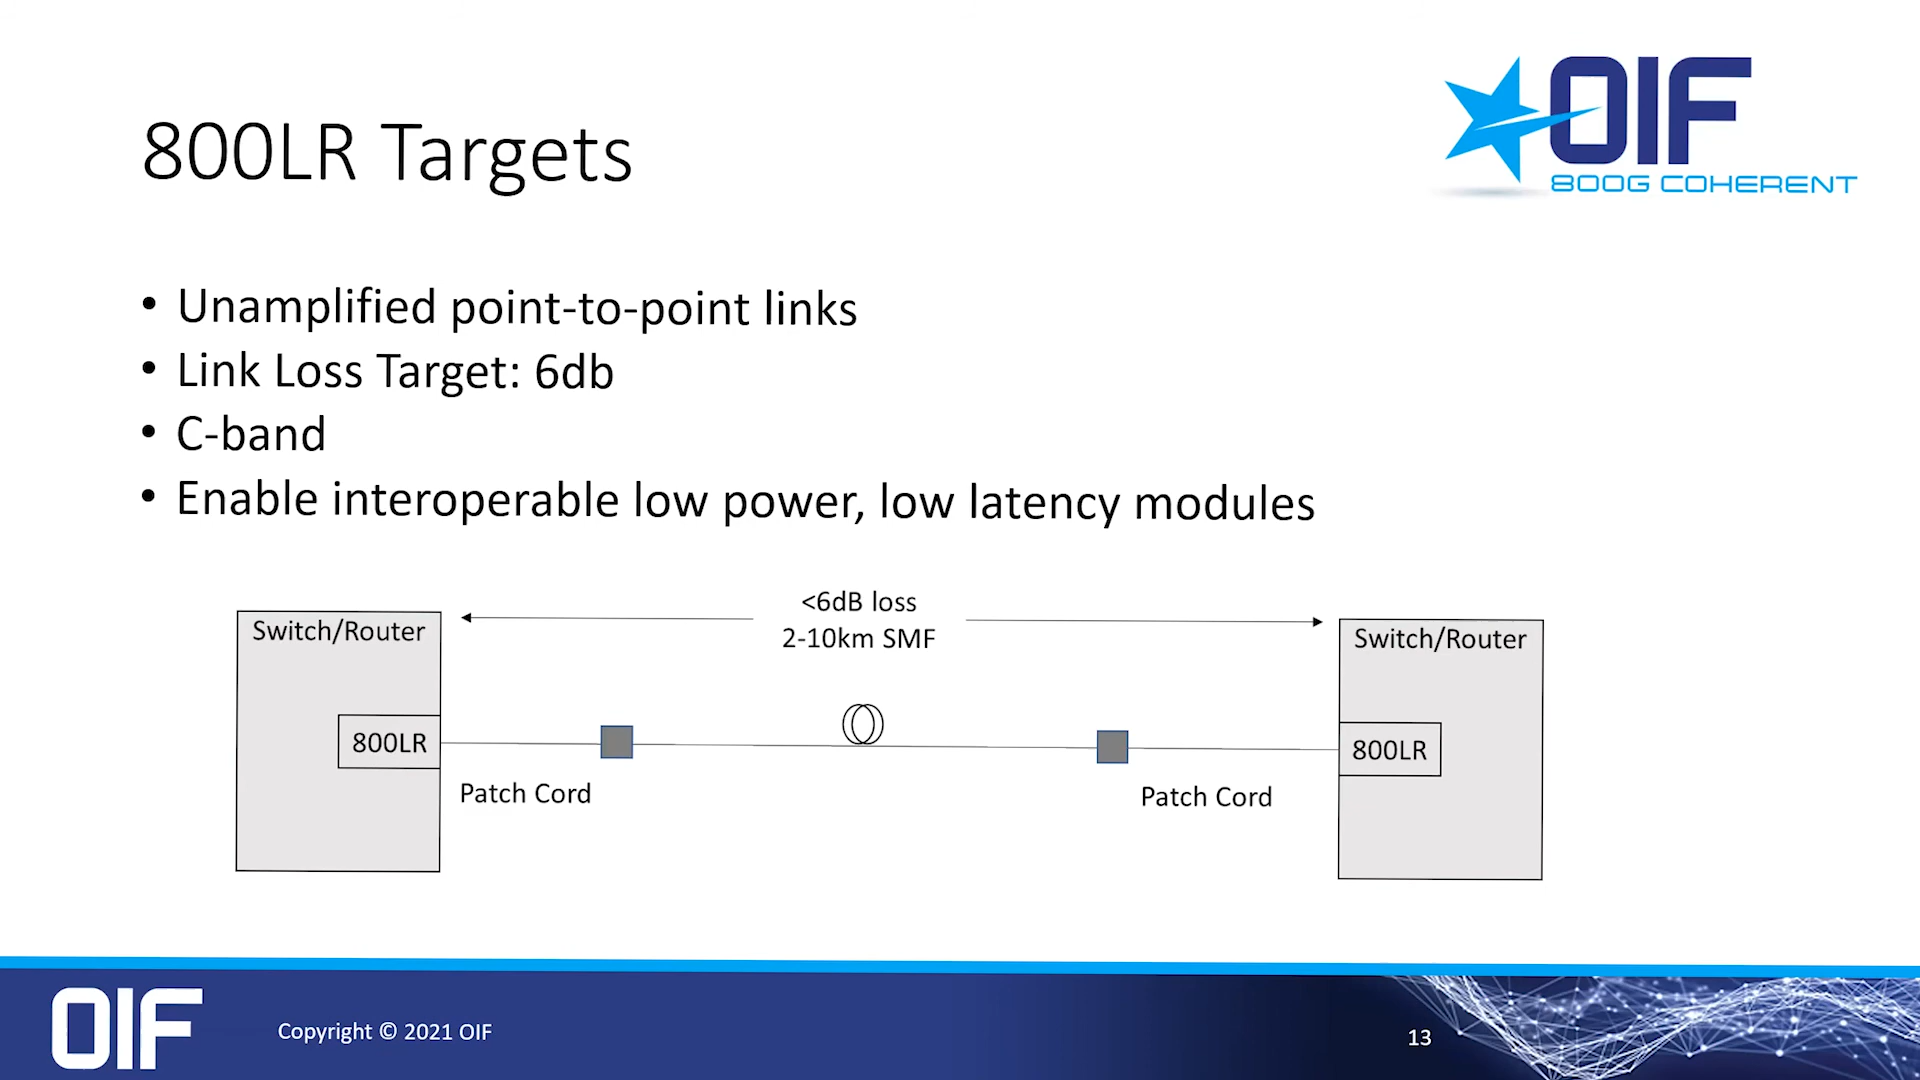 OIF
800G COHERENT
800LR Targets
• Unamplified point-to-point links
• Link Loss Target: 6db
• C-band
• Enable interoperable low power, low latency modules
<6dB loss
2-10km SMF
Switch/Router
Switch/Router
800LR
800LR
Patch Cord
Patch Cord
OIF
Copyright © 2021 OIF
13